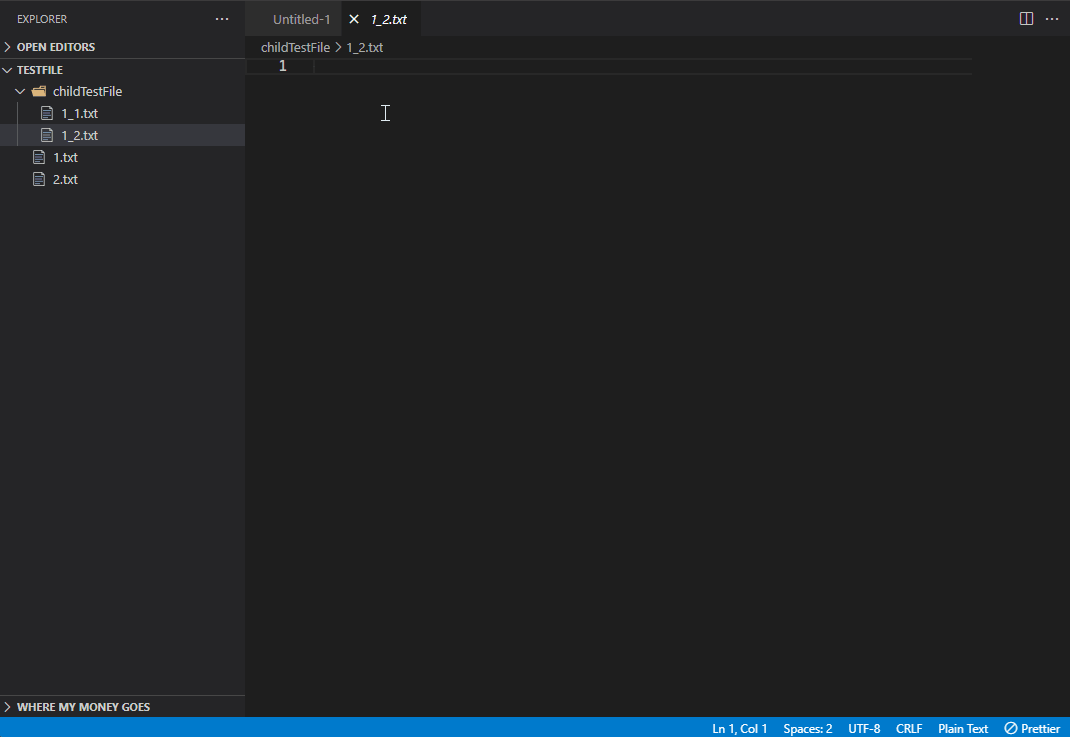 EXPLORER
OPEN EDITORS
TESTFILE
childTestFile
1_1.txt
1_2.txt
1.txt
2.txt
WHERE MY MONEY GOES
Untitled-1
1_2.txt
childTestFile > 1_2.txt
1
Ln 1, Col 1 Spaces: 2 UTF-8 CRLF Plain Text Prettier